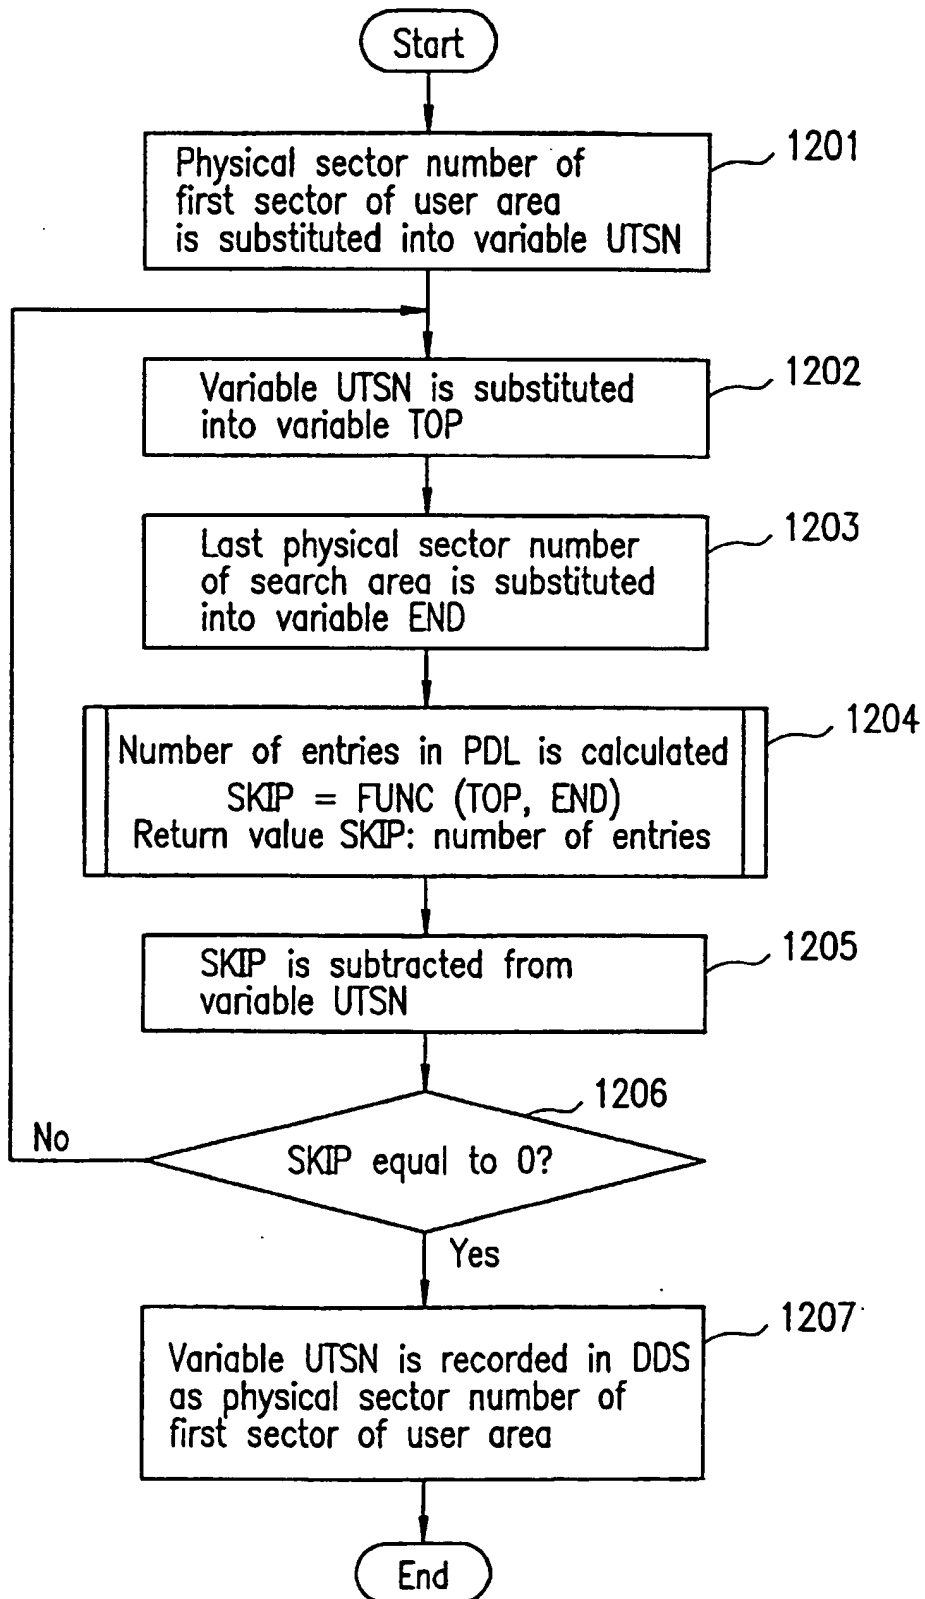 Start
1201
Physical sector number of
first sector of user area
is substituted into variable UTSN
1202
Variable UTSN is substituted
into variable TOP
1203
Last physical sector number
of search area is substituted
into variable END
1204
Number of entries in PDL is calculated
SKIP = FUNC (TOP, END)
Return value SKIP: number of entries
1205
SKIP is subtracted from
variable UTSN
1206
No
SKIP equal to 0?
Yes
1207
Variable UTSN is recorded in DDS
as physical sector number of
first sector of user area
End